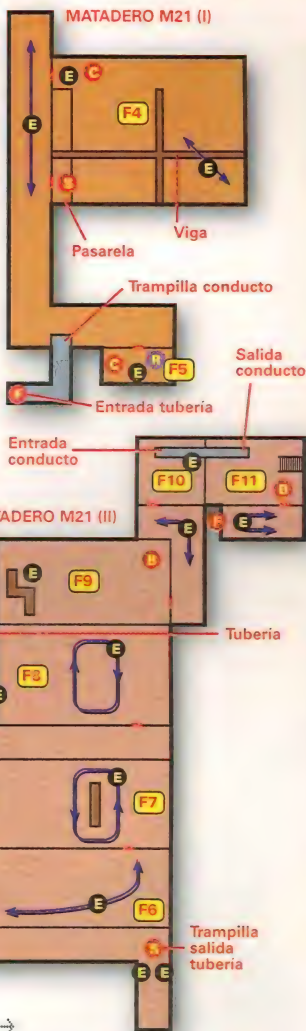 MATADERO M21 (I)
E
C
E
F4
E
B
Viga
Pasarela
Trampilla conducto
C
E
R
F5
Entrada tubería
Salida
conducto
Entrada
conducto
E
F10
F11
B
ADERO M21 (II)
E
E
E
F9
B
Tubería
E
F8
E
E
F7
E
F6
Trampilla
salida
tubería
E
E